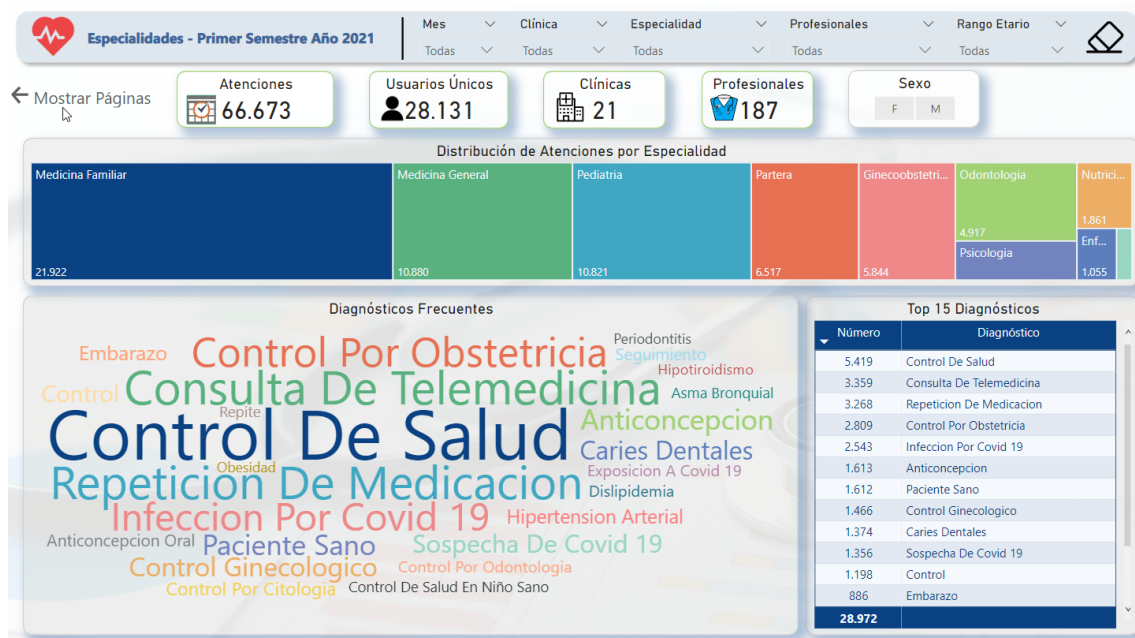 Especialidades - Primer Semestre Año 2021
Mes
Todas
Clínica
Todas
Especialidad
Todas
Profesionales
Todas
Rango Etario
Todas
Mostrar Páginas
Atenciones
66.673
Usuarios Únicos
28.131
Clínicas
21
Profesionales
187
Sexo
F M
Distribución de Atenciones por Especialidad
Medicina Familiar
21.922
Medicina General
10.880
Pediatria
10.821
Partera
6.517
Ginecoobstetri...
5.844
Odontologia
4.917
Psicologia
Nutrici...
1.861
Enf...
1.055
Diagnósticos Frecuentes
Periodontitis
Embarazo
Control Por Obstetricia
Seguimiento
Hipotiroidismo
Control
Consulta De Telemedicina
Asma Bronquial
Repite
Control De Salud
Anticoncepcion
Caries Dentales
Obesidad
Exposicion A Covid 19
Repeticion De Medicacion
Dislipidemia
Infeccion Por Covid 19
Hipertension Arterial
Anticoncepcion Oral
Paciente Sano
Sospecha De Covid 19
Control Ginecologico
Control Por Odontologia
Control Por Citologia
Control De Salud En Niño Sano
Top 15 Diagnósticos
Número Diagnóstico
5.419 Control De Salud
3.359 Consulta De Telemedicina
3.268 Repeticion De Medicacion
2.809 Control Por Obstetricia
2.543 Infeccion Por Covid 19
1.613 Anticoncepcion
1.612 Paciente Sano
1.466 Control Ginecologico
1.374 Caries Dentales
1.356 Sospecha De Covid 19
1.198 Control
886 Embarazo
28.972